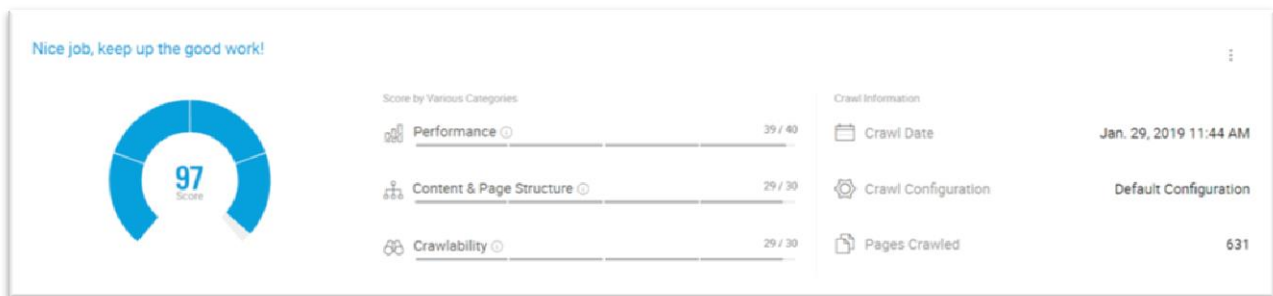 Nice job, keep up the good work!
97
Score
Score by Various Categories
Performance 39 / 40
Content & Page Structure 29 / 30
Crawlability 29 / 30
Crawl Information
Crawl Date Jan. 29, 2019 11:44 AM
Crawl Configuration Default Configuration
Pages Crawled 631